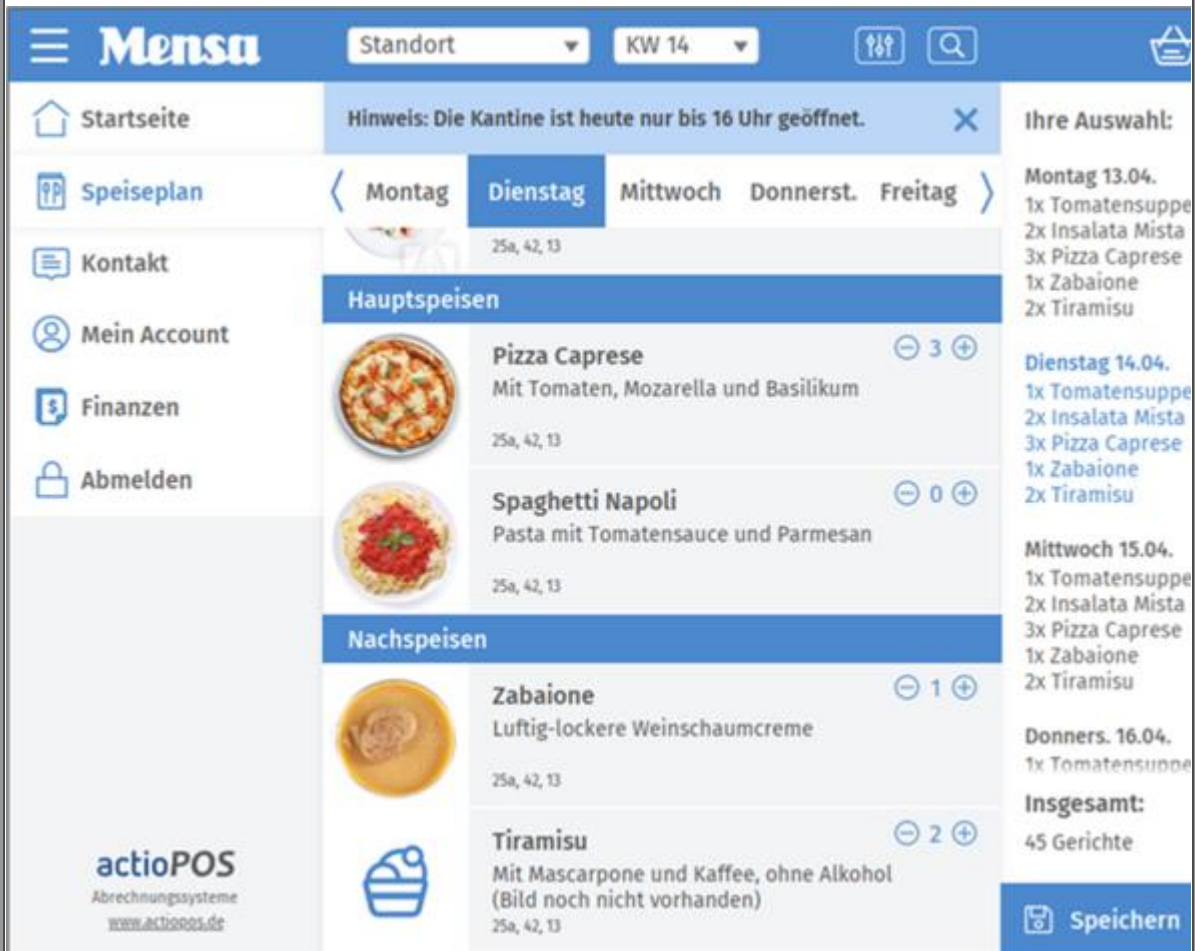 Mensa
Standort
KW 14
Startseite
Speiseplan
Kontakt
Mein Account
Finanzen
Abmelden
actioPOS
Abrechnungssysteme
www.actiopos.de
Hinweis: Die Kantine ist heute nur bis 16 Uhr geöffnet.
Montag Dienstag Mittwoch Donnerst. Freitag
25a, 42, 13
Hauptspeisen
Pizza Caprese 3
Mit Tomaten, Mozarella und Basilikum
25a, 42, 13
Spaghetti Napoli 0
Pasta mit Tomatensauce und Parmesan
25a, 42, 13
Nachspeisen
Zabaione 1
Luftig-lockere Weinschaumcreme
25a, 42, 13
Tiramisu 2
Mit Mascarpone und Kaffee, ohne Alkohol
(Bild noch nicht vorhanden)
25a, 42, 13
Ihre Auswahl:
Montag 13.04.
1x Tomatensuppe
2x Insalata Mista
3x Pizza Caprese
1x Zabaione
2x Tiramisu
Dienstag 14.04.
1x Tomatensuppe
2x Insalata Mista
3x Pizza Caprese
1x Zabaione
2x Tiramisu
Mittwoch 15.04.
1x Tomatensuppe
2x Insalata Mista
3x Pizza Caprese
1x Zabaione
2x Tiramisu
Donners. 16.04.
1x Tomatensuppe
Insgesamt:
45 Gerichte
Speichern